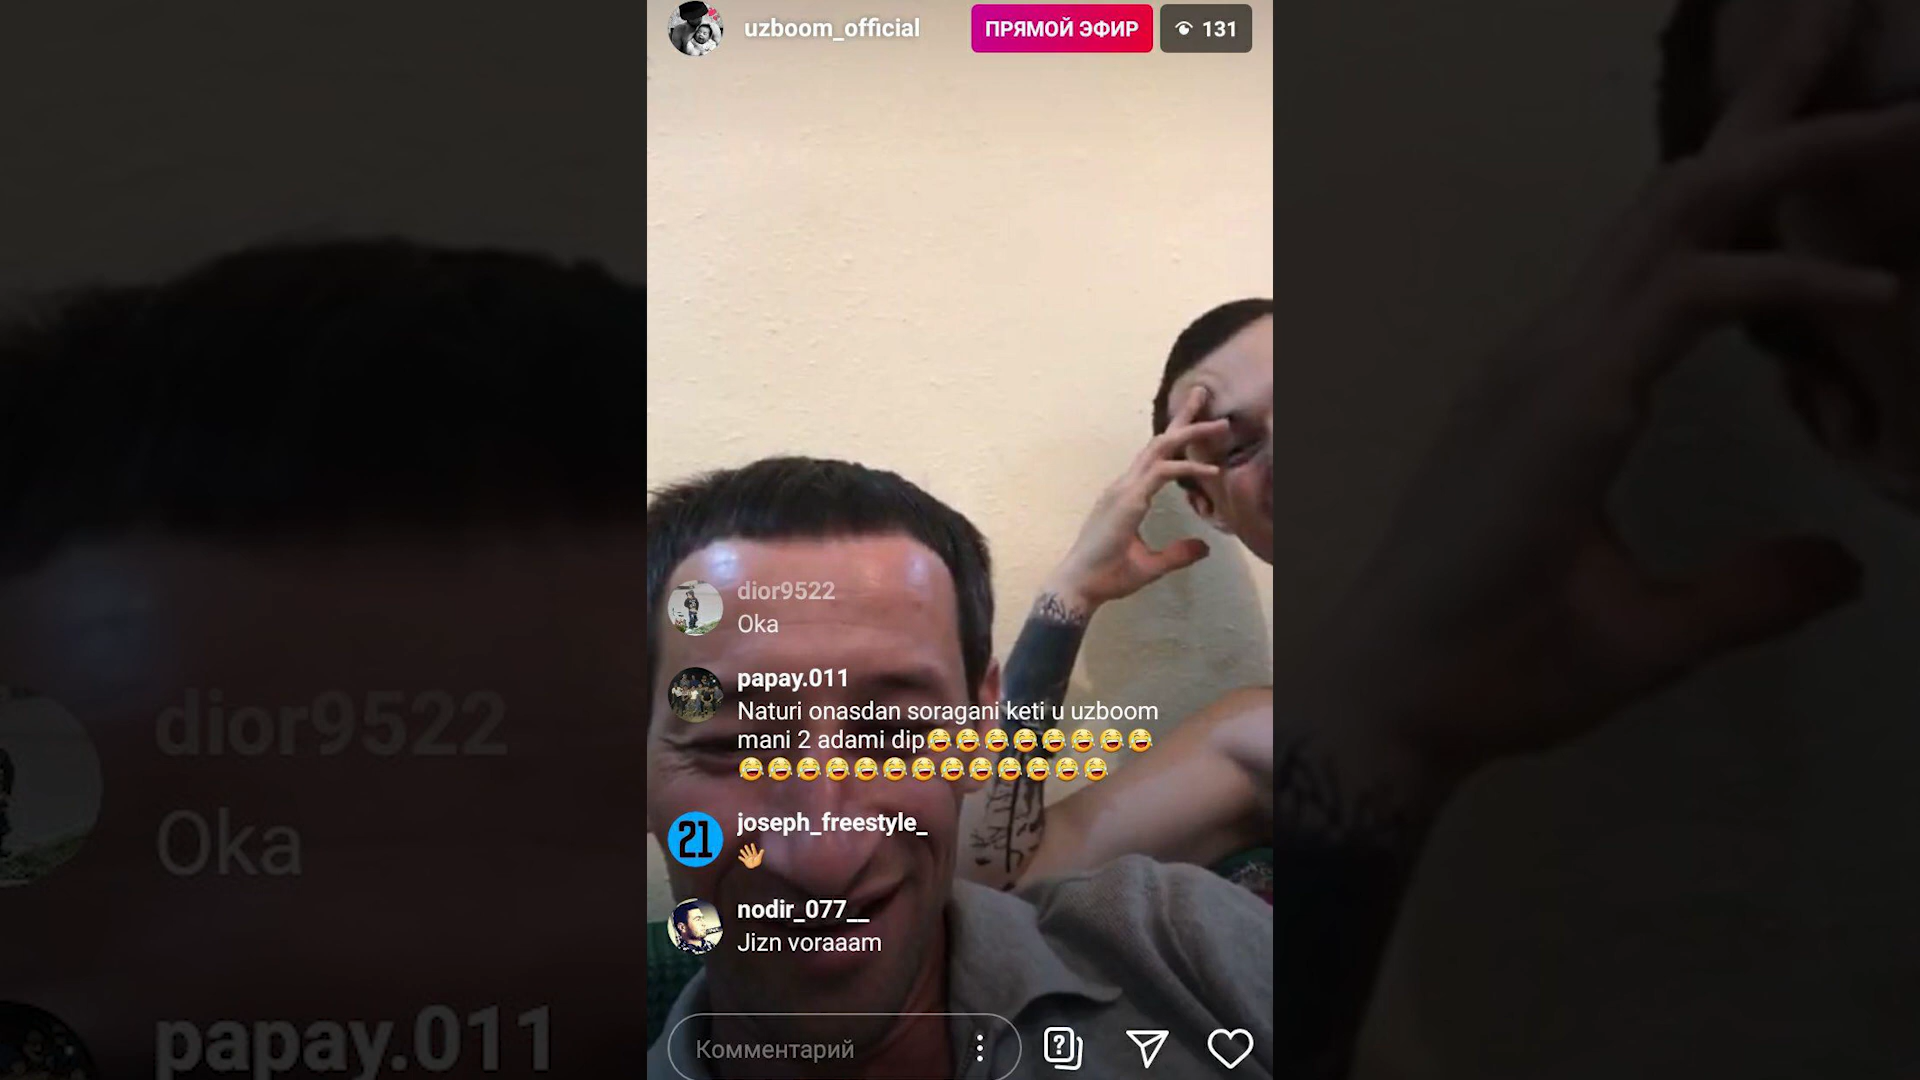 uzboom_official
ПРЯМОЙ ЭФИР
131
dior9522
Oka
papay.011
Naturi onasdan soragani keti u uzboom
mani 2 adami dip😂😂😂😂😂😂😂😂
😂😂😂😂😂😂😂😂😂😂😂😂😂
21
joseph_freestyle_
👋
nodir_077__
Jizn voraaam
Комментарий
dior9522
Oka
papay.011